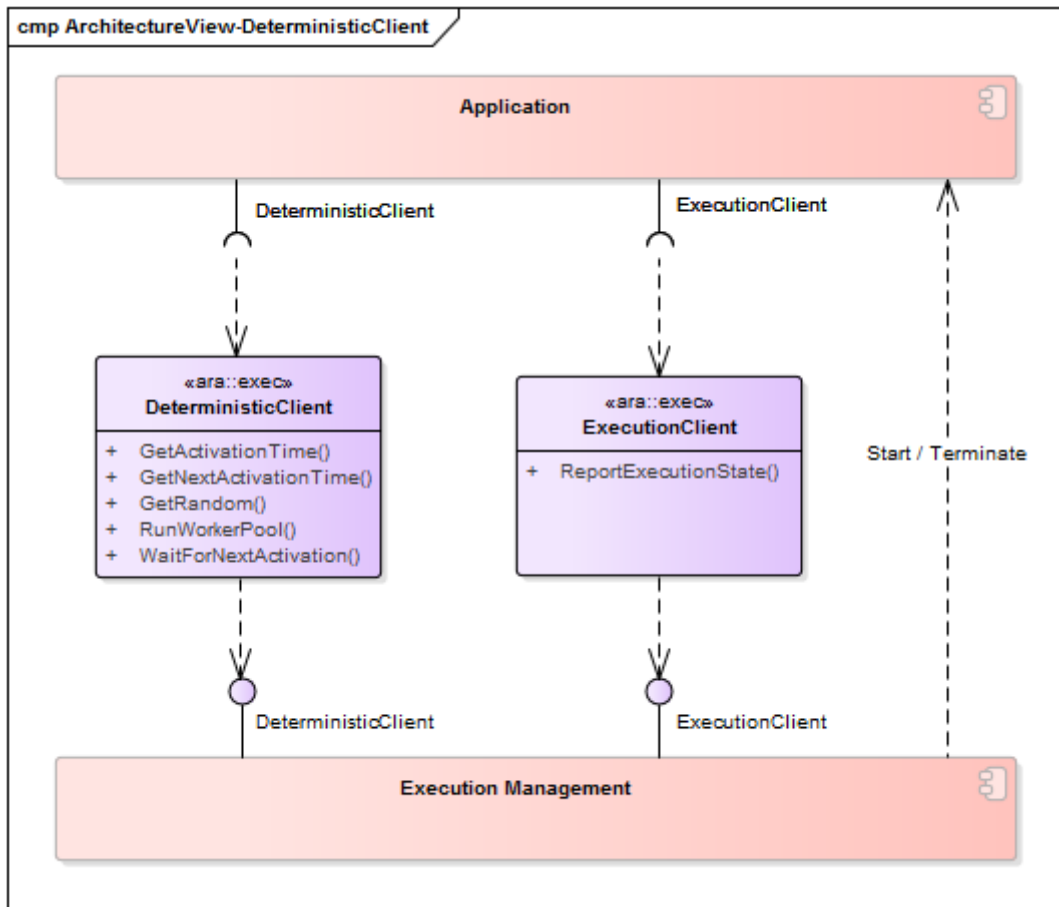 cmp ArchitectureView-DeterministicClient
Application
DeterministicClient
ExecutionClient
«ara::exec»
DeterministicClient
+ GetActivationTime()
+ GetNextActivationTime()
+ GetRandom()
+ RunWorkerPool()
+ WaitForNextActivation()
«ara::exec»
ExecutionClient
+ ReportExecutionState()
Start / Terminate
DeterministicClient
ExecutionClient
Execution Management